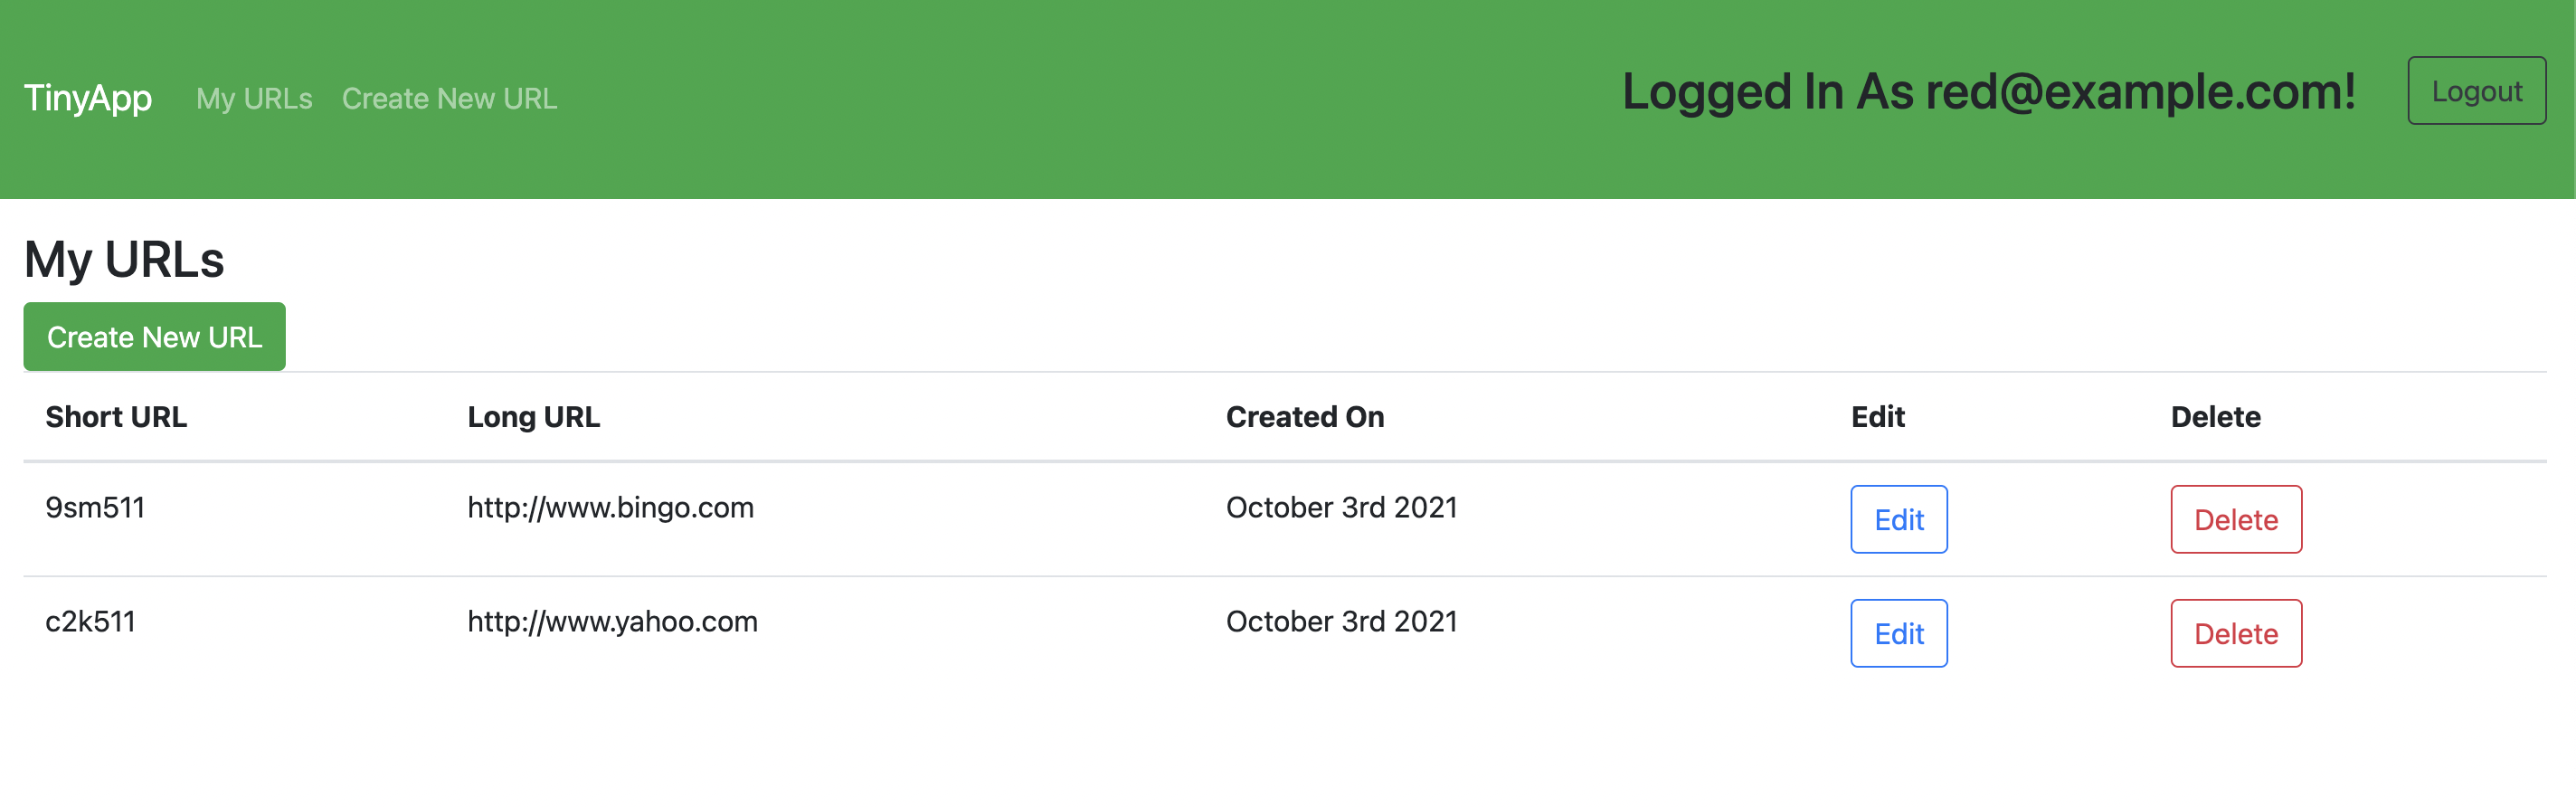 TinyApp My URLs Create New URL Logged In As red@example.com! Logout
My URLs
Create New URL
Short URL Long URL Created On Edit Delete
9sm511 http://www.bingo.com October 3rd 2021 Edit Delete
c2k511 http://www.yahoo.com October 3rd 2021 Edit Delete